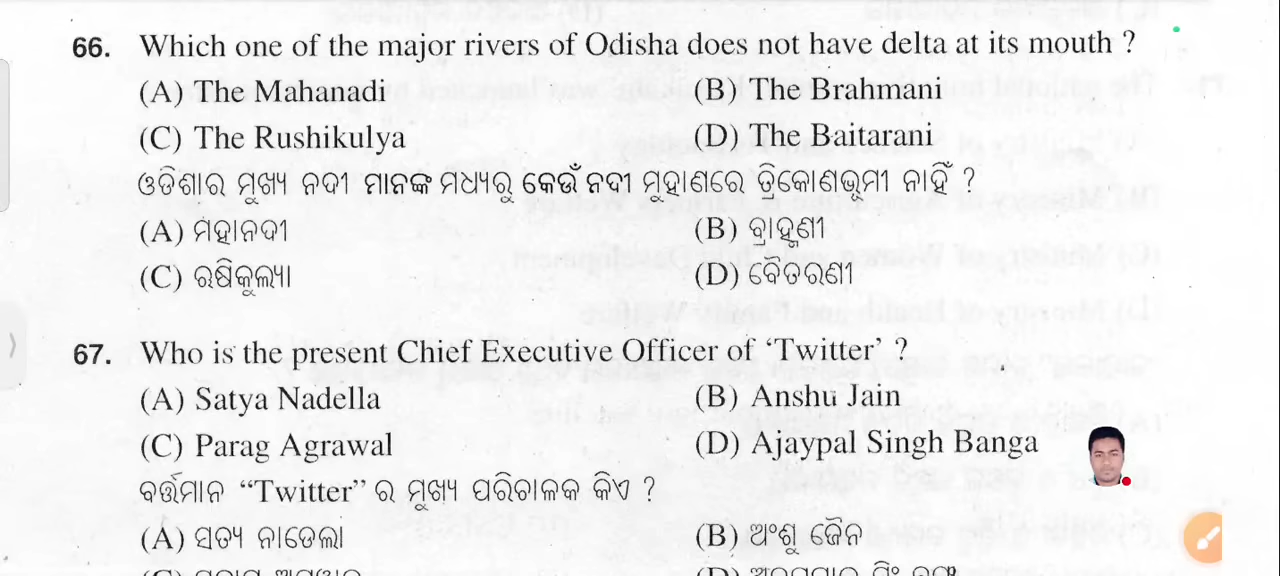 66. Which one of the major rivers of Odisha does not have delta at its mouth ?
(A) The Mahanadi (B) The Brahmani
(C) The Rushikulya (D) The Baitarani
ଓଡ଼ିଶାର ମୁଖ୍ୟ ନଦୀ ମାନଙ୍କ ମଧ୍ୟରୁ କେଉଁ ନଦୀ ମୁହାଣରେ ତ୍ରିକୋଣଭୂମୀ ନାହିଁ ?
(A) ମହାନଦୀ (B) ବ୍ରାହ୍ମଣୀ
(C) ଋଷିକୁଲ୍ୟା (D) ବୈତରଣୀ
67. Who is the present Chief Executive Officer of ‘Twitter’ ?
(A) Satya Nadella (B) Anshu Jain
(C) Parag Agrawal (D) Ajaypal Singh Banga
ବର୍ତ୍ତମାନ “Twitter” ର ମୁଖ୍ୟ ପରିଚାଳକ କିଏ ?
(A) ସତ୍ୟ ନାଡେଲା (B) ଅଂଶୁ ଜୈନ